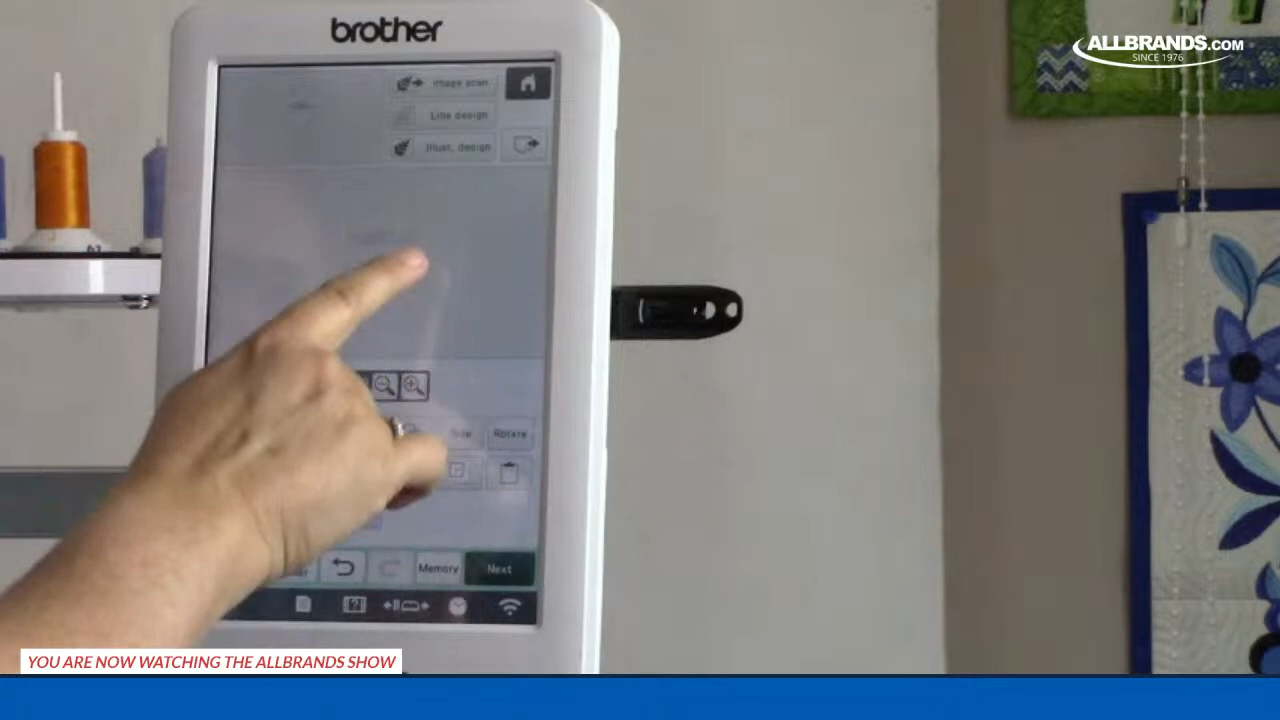 brother
ALLBRANDS.COM
SINCE 1976
Image scan
Line design
Illust. design
Size
Rotate
Memory
Next
YOU ARE NOW WATCHING THE ALLBRANDS SHOW